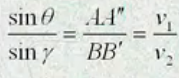 sin θ / sin γ = AA″ / BB′ = v₁ / v₂